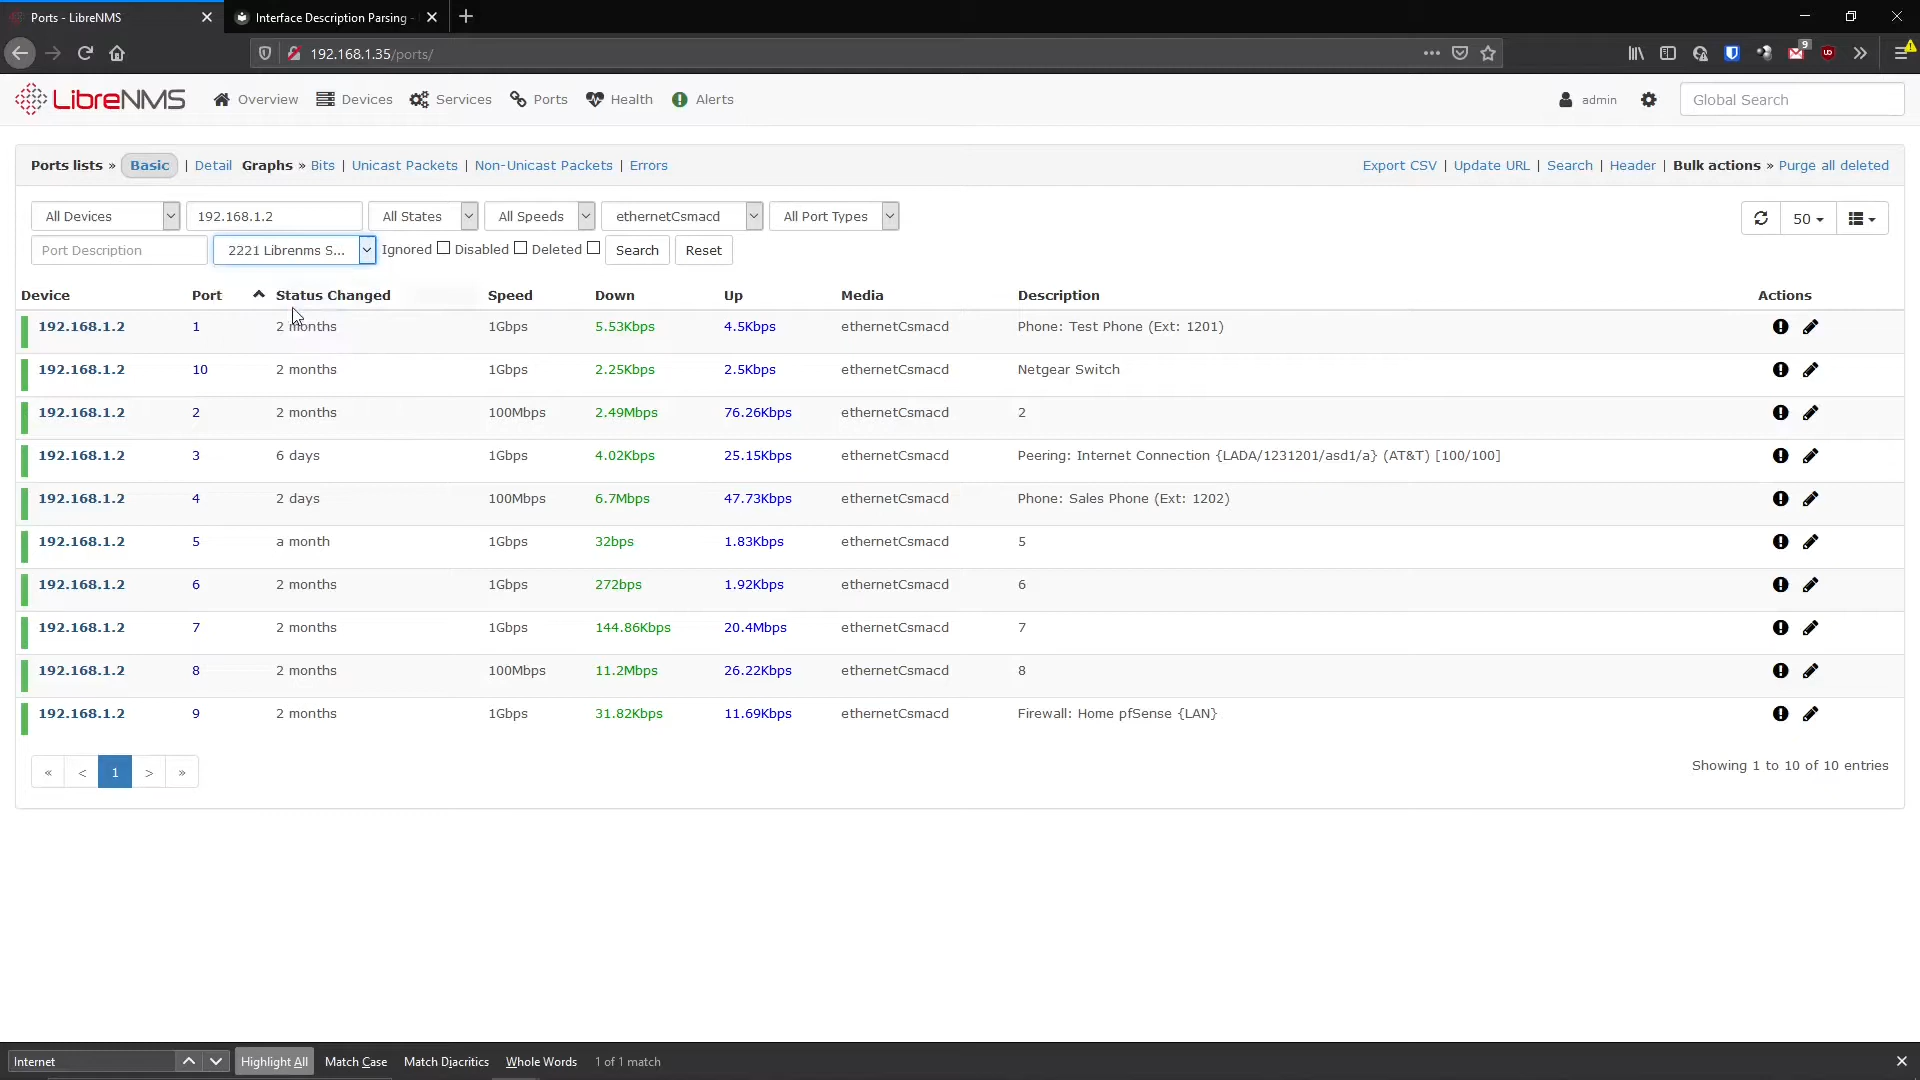 Ports - LibreNMS
Interface Description Parsing -
192.168.1.35/ports/
9
LibreNMS
Overview
Devices
Services
Ports
Health
Alerts
admin
Global Search
Ports lists » Basic | Detail Graphs » Bits | Unicast Packets | Non-Unicast Packets | Errors
Export CSV | Update URL | Search | Header | Bulk actions » Purge all deleted
All Devices 192.168.1.2 All States All Speeds ethernetCsmacd All Port Types
50
Port Description 2221 Librenms S... Ignored Disabled Deleted Search Reset
Device Port Status Changed Speed Down Up Media Description Actions
192.168.1.2 1 2 months 1Gbps 5.53Kbps 4.5Kbps ethernetCsmacd Phone: Test Phone (Ext: 1201)
192.168.1.2 10 2 months 1Gbps 2.25Kbps 2.5Kbps ethernetCsmacd Netgear Switch
192.168.1.2 2 2 months 100Mbps 2.49Mbps 76.26Kbps ethernetCsmacd 2
192.168.1.2 3 6 days 1Gbps 4.02Kbps 25.15Kbps ethernetCsmacd Peering: Internet Connection {LADA/1231201/asd1/a} (AT&T) [100/100]
192.168.1.2 4 2 days 100Mbps 6.7Mbps 47.73Kbps ethernetCsmacd Phone: Sales Phone (Ext: 1202)
192.168.1.2 5 a month 1Gbps 32bps 1.83Kbps ethernetCsmacd 5
192.168.1.2 6 2 months 1Gbps 272bps 1.92Kbps ethernetCsmacd 6
192.168.1.2 7 2 months 1Gbps 144.86Kbps 20.4Mbps ethernetCsmacd 7
192.168.1.2 8 2 months 100Mbps 11.2Mbps 26.22Kbps ethernetCsmacd 8
192.168.1.2 9 2 months 1Gbps 31.82Kbps 11.69Kbps ethernetCsmacd Firewall: Home pfSense {LAN}
« < 1 > »
Showing 1 to 10 of 10 entries
Internet Highlight All Match Case Match Diacritics Whole Words 1 of 1 match